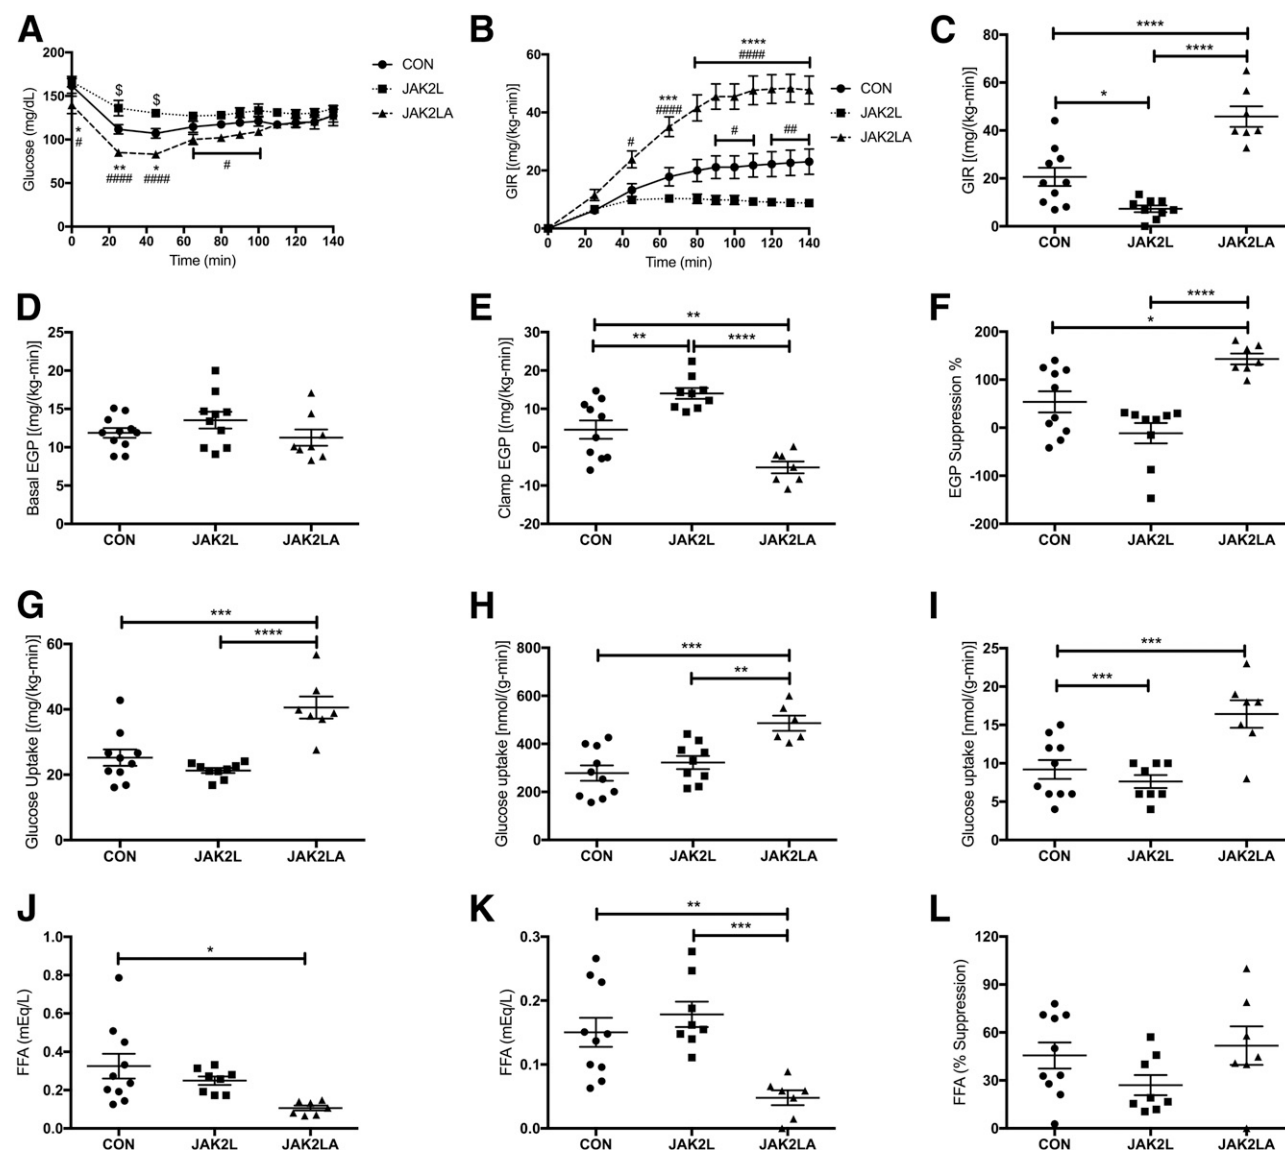 A
Glucose (mg/dL)
200
150
100
50
0
$ $
*
#
** *
#### ####
#
0 20 40 60 80 100 120 140
Time (min)
CON
JAK2L
JAK2LA
B
GIR [(mg/(kg-min)]
60
40
20
0
****
####
***
####
#
# ##
0 20 40 60 80 100 120 140
Time (min)
CON
JAK2L
JAK2LA
C
GIR [(mg/(kg-min)]
80
60
40
20
0
****
****
*
CON JAK2L JAK2LA
D
Basal EGP [(mg/(kg-min)]
25
20
15
10
5
0
CON JAK2L JAK2LA
E
Clamp EGP [(mg/(kg-min)]
30
20
10
0
-10
-20
**
** ****
CON JAK2L JAK2LA
F
EGP Suppression %
200
100
0
-100
-200
****
*
CON JAK2L JAK2LA
G
Glucose Uptake [(mg/(kg-min)]
60
40
20
0
***
****
CON JAK2L JAK2LA
H
Glucose uptake [nmol/(g-min)]
800
600
400
200
0
***
**
CON JAK2L JAK2LA
I
Glucose uptake [nmol/(g-min)]
25
20
15
10
5
0
***
***
CON JAK2L JAK2LA
J
FFA (mEq/L)
1.0
0.8
0.6
0.4
0.2
0.0
*
CON JAK2L JAK2LA
K
FFA (mEq/L)
0.3
0.2
0.1
0.0
**
***
CON JAK2L JAK2LA
L
FFA (% Suppression)
120
90
60
30
0
CON JAK2L JAK2LA